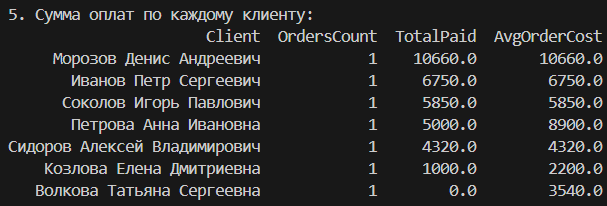 5. Сумма оплат по каждому клиенту:
Client OrdersCount TotalPaid AvgOrderCost
Морозов Денис Андреевич 1 10660.0 10660.0
Иванов Петр Сергеевич 1 6750.0 6750.0
Соколов Игорь Павлович 1 5850.0 5850.0
Петрова Анна Ивановна 1 5000.0 8900.0
Сидоров Алексей Владимирович 1 4320.0 4320.0
Козлова Елена Дмитриевна 1 1000.0 2200.0
Волкова Татьяна Сергеевна 1 0.0 3540.0